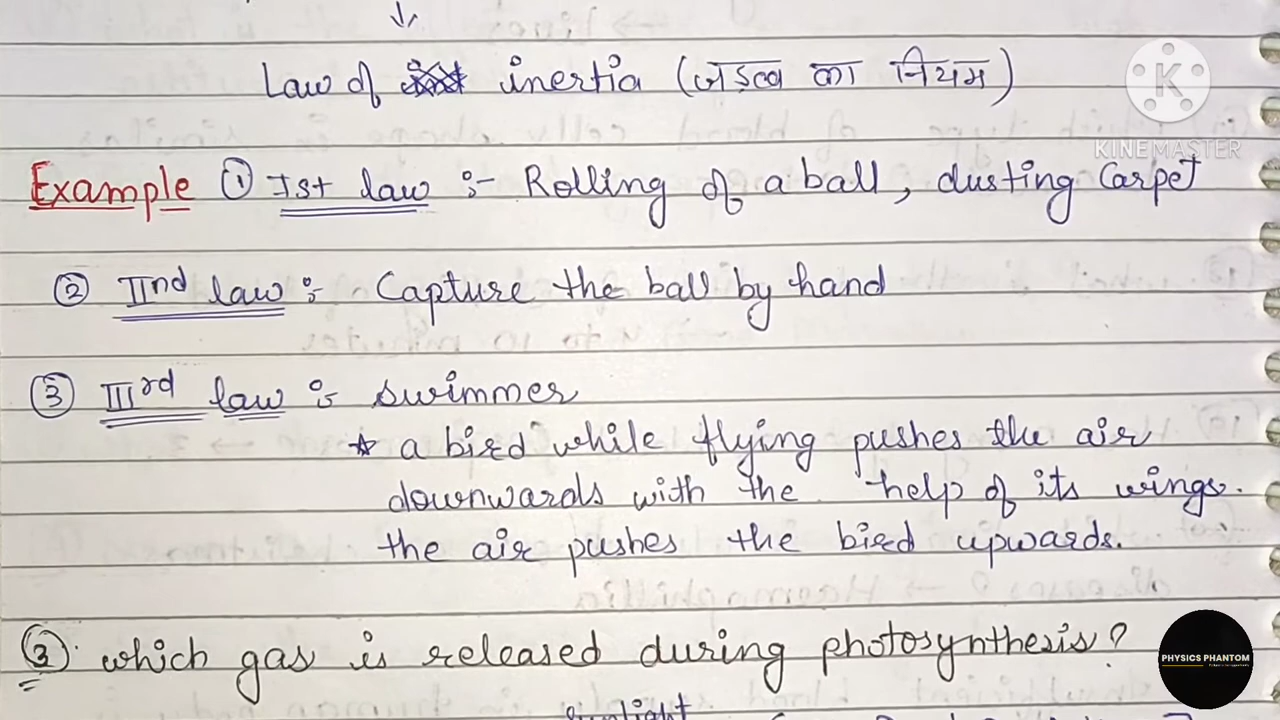 Law of inertia (जडत्व का नियम)
KINEMASTER
Example ① Ist law :- Rolling of a ball, dusting Carpet
② IInd law :- Capture the ball by hand
③ IIIrd law :- swimmer
☆ a bird while flying pushes the air
downwards with the help of its wings.
the air pushes the bird upwards.
③. which gas is released during photosynthesis?
PHYSICS PHANTOM